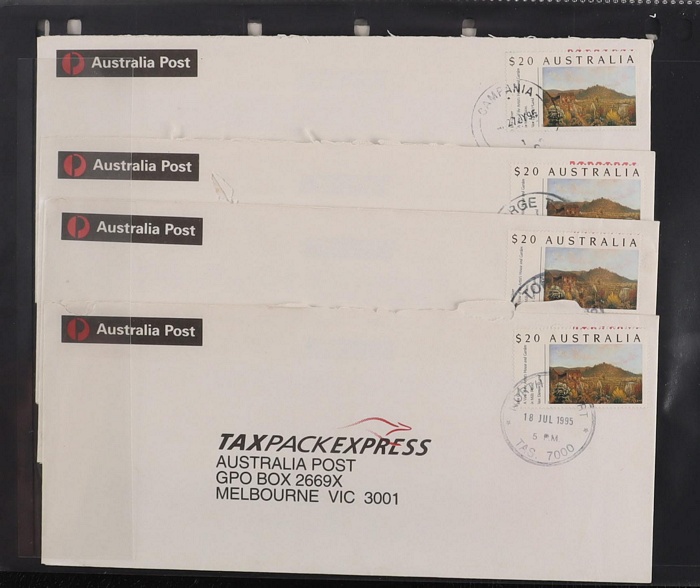 Australia Post
$20 AUSTRALIA
CAMPANIA
Australia Post
$20 AUSTRALIA
Australia Post
$20 AUSTRALIA
Australia Post
$20 AUSTRALIA
18 JUL 1995
5 PM
TAS. 7000
TAXPACKEXPRESS
AUSTRALIA POST
GPO BOX 2669X
MELBOURNE VIC 3001